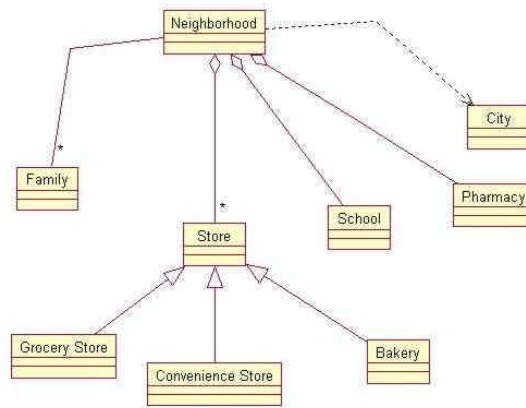 Neighborhood
City
*
Family
Pharmacy
*
School
Store
Grocery Store
Bakery
Convenience Store